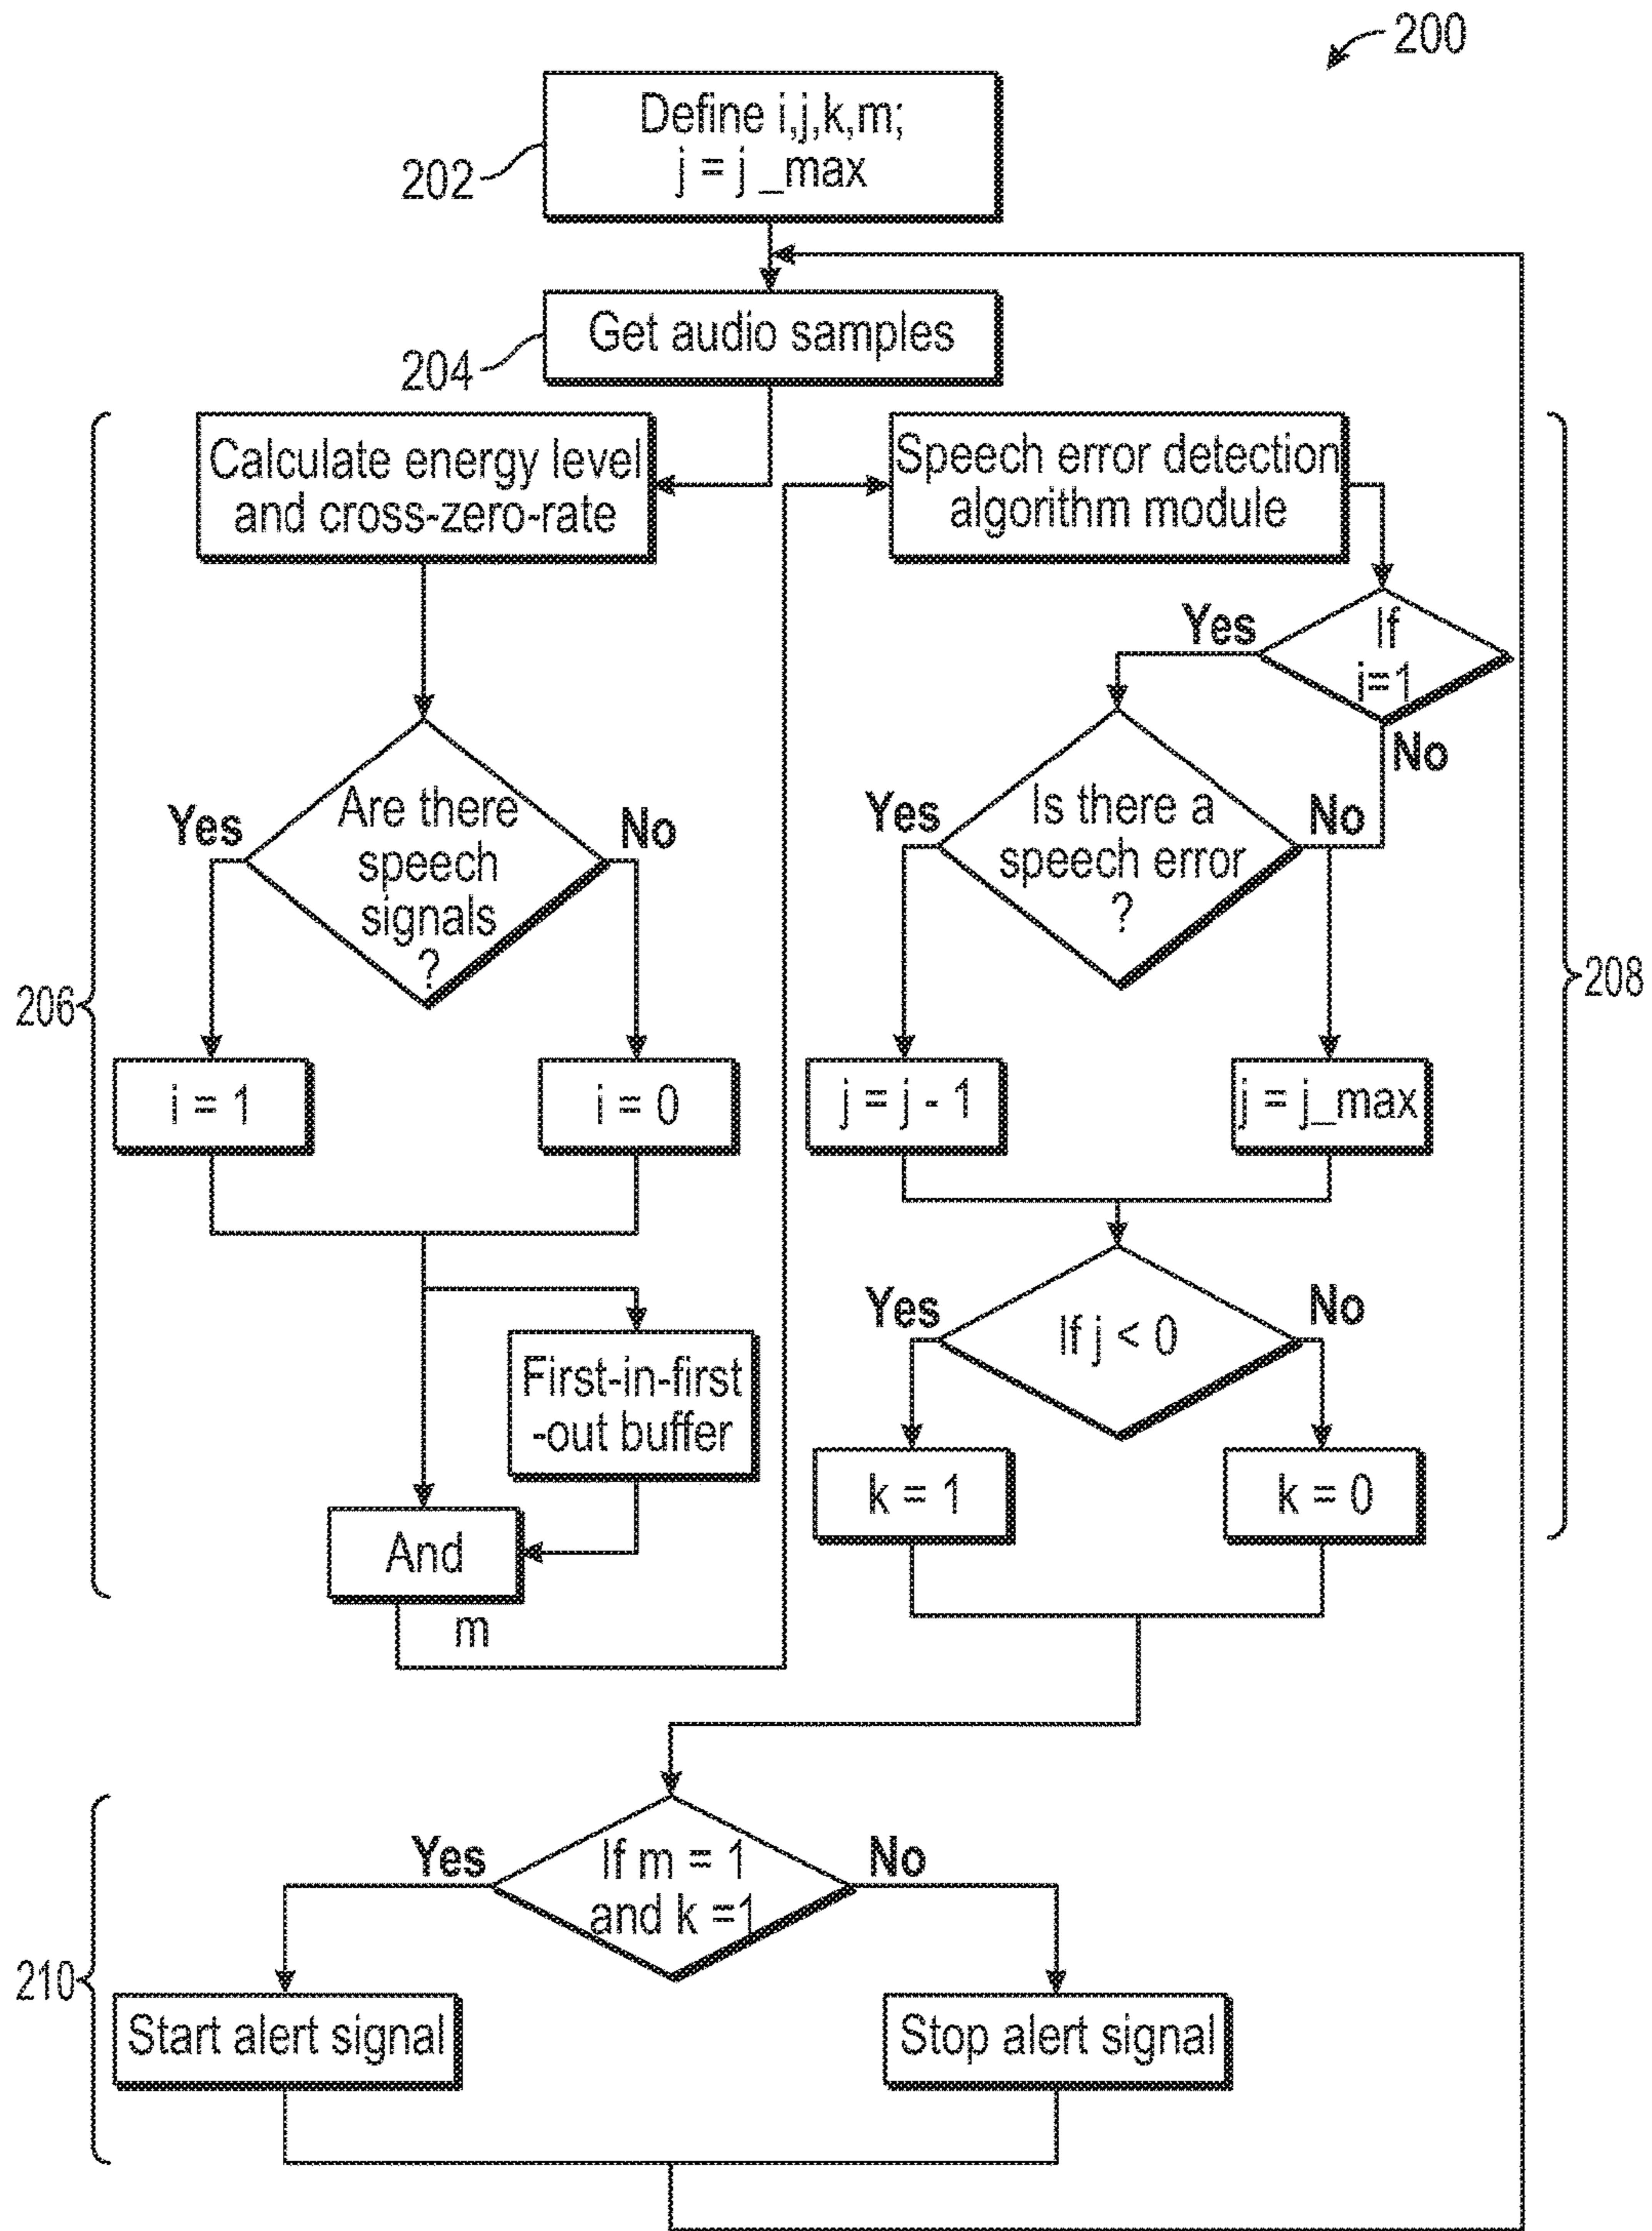 200
Define i,j,k,m;
j = j _max
202
Get audio samples
204
Calculate energy level
and cross-zero-rate
Speech error detection
algorithm module
If
i=1
Yes
No
Are there
speech
signals
?
Yes
No
Is there a
speech error
?
Yes
No
206
208
i = 1
i = 0
j = j - 1
j = j_max
If j < 0
Yes
No
First-in-first
-out buffer
And
m
k = 1
k = 0
If m = 1
and k =1
Yes
No
210
Start alert signal
Stop alert signal